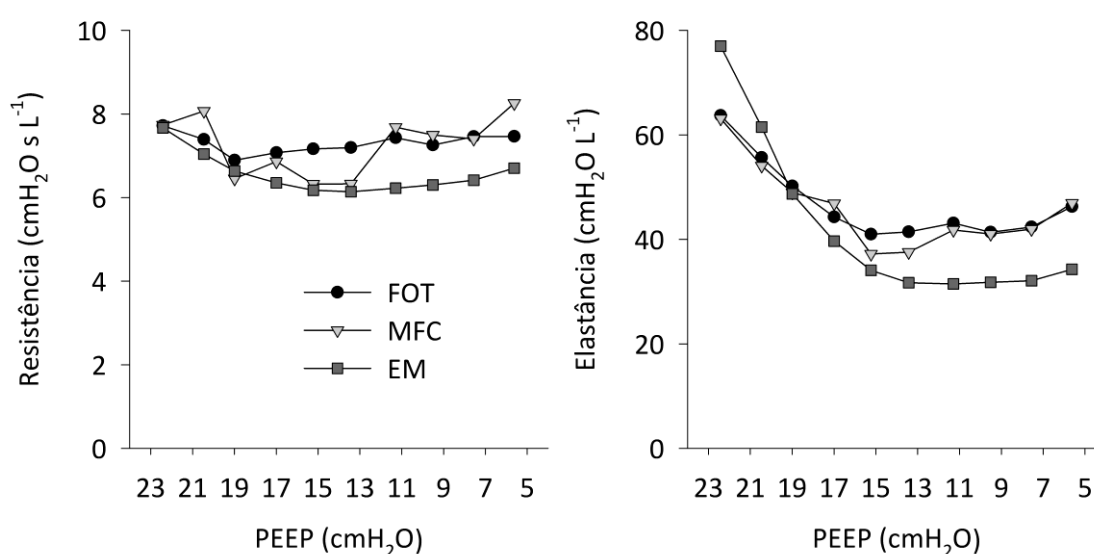 Resistência (cmH₂O s L⁻¹)
10
8
6
4
2
0
FOT
MFC
EM
23 21 19 17 15 13 11 9 7 5
PEEP (cmH₂O)
Elastância (cmH₂O L⁻¹)
80
60
40
20
0
23 21 19 17 15 13 11 9 7 5
PEEP (cmH₂O)